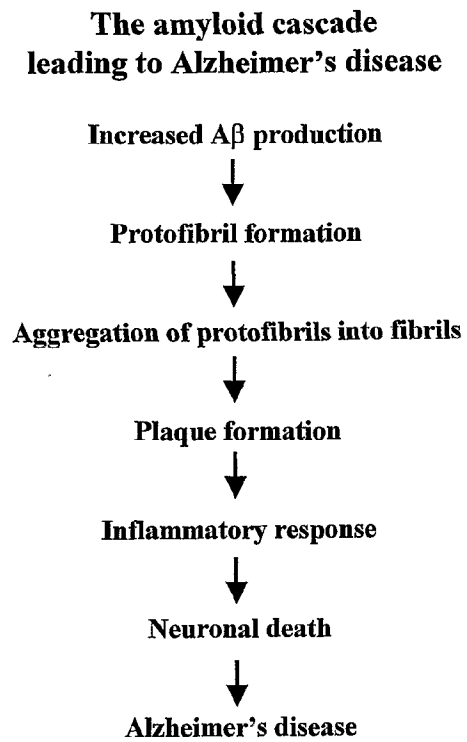 The amyloid cascade
leading to Alzheimer's disease
Increased Aβ production
Protofibril formation
Aggregation of protofibrils into fibrils
Plaque formation
Inflammatory response
Neuronal death
Alzheimer's disease